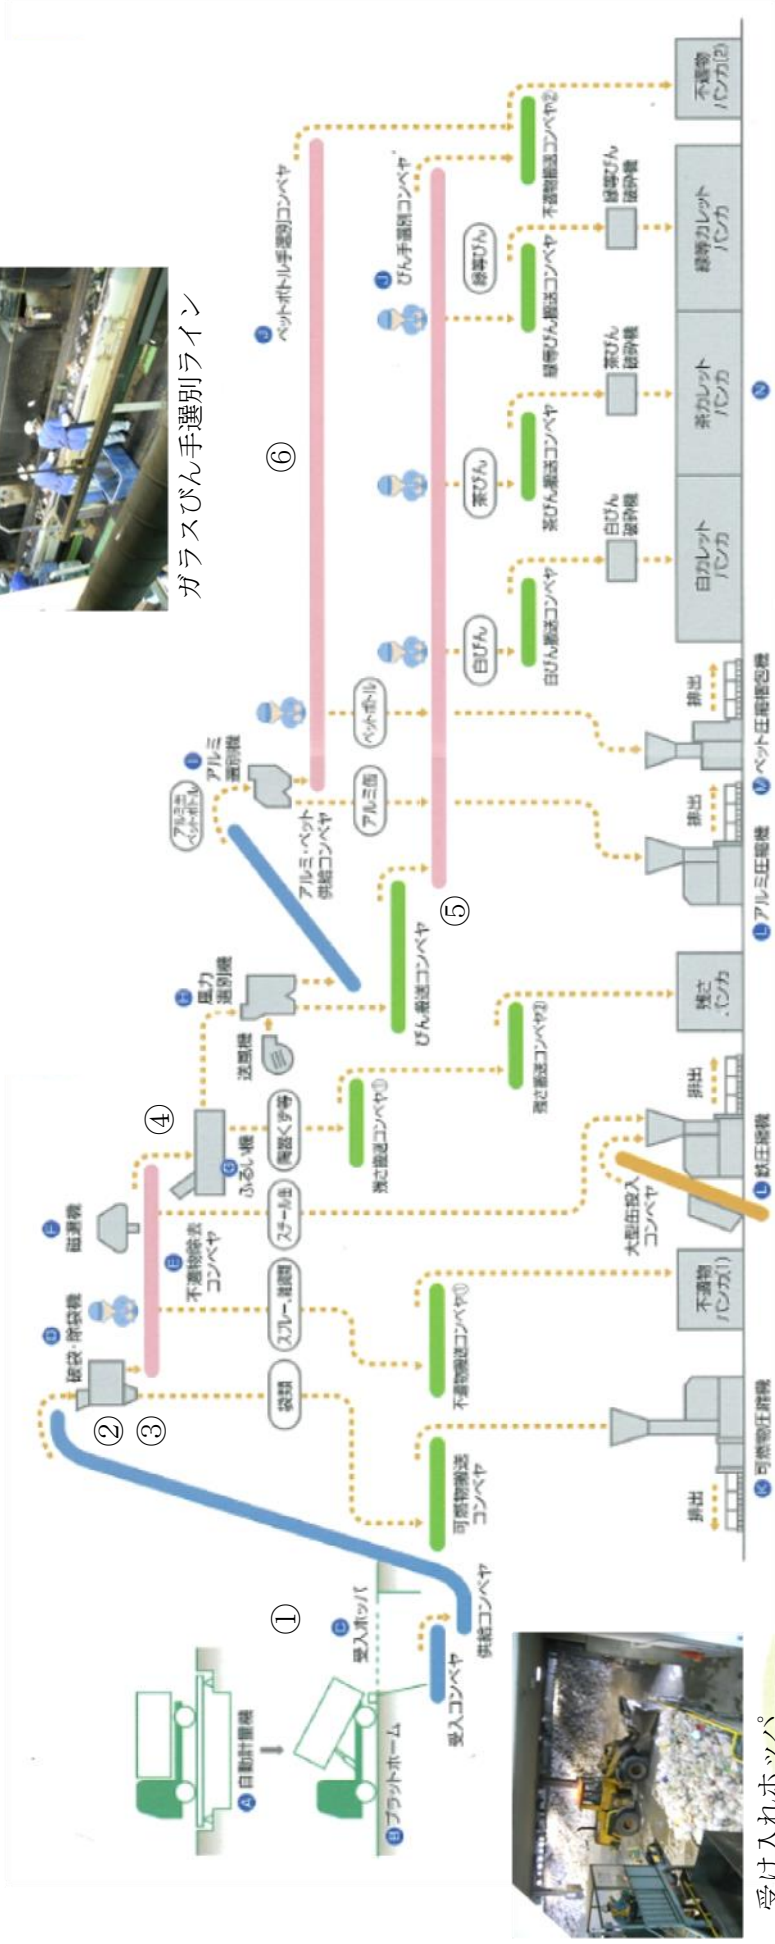 ガラスびん手選別ライン
受け入れホッパ
A 自動計量機
B プラットホーム
①
C 受入ホッパ
受入コンベヤ
供給コンベヤ
②
③
D 破袋・除袋機
E 不適物除去
コンベヤ
F 磁選機
④
G ふるい機
袋類
スプレー、雑誌類
スチール缶
陶器くず等
可燃物搬送
コンベヤ
不適物搬送コンベヤ①
残さ搬送コンベヤ①
残さ搬送コンベヤ②
送風機
H 風力
選別機
びん搬送コンベヤ
アルミ・ペット
供給コンベヤ
アルミ缶
ペットボトル
I アルミ
選別機
アルミ缶
ペットボトル
⑤
⑥
J ペットボトル手選別コンベヤ
J びん手選別コンベヤ
白びん
茶びん
緑等びん
白びん搬送コンベヤ
茶びん搬送コンベヤ
緑等びん搬送コンベヤ
不適物搬送コンベヤ②
白びん
破砕機
茶びん
破砕機
緑等びん
破砕機
排出
K 可燃物圧縮機
不適物
バンカ(1)
大型缶投入
コンベヤ
L 鉄圧縮機
排出
残さ
バンカ
L アルミ圧縮機
排出
M ペット圧縮梱包機
排出
白カレット
バンカ
茶カレット
バンカ
緑等カレット
バンカ
N
不適物
バンカ(2)